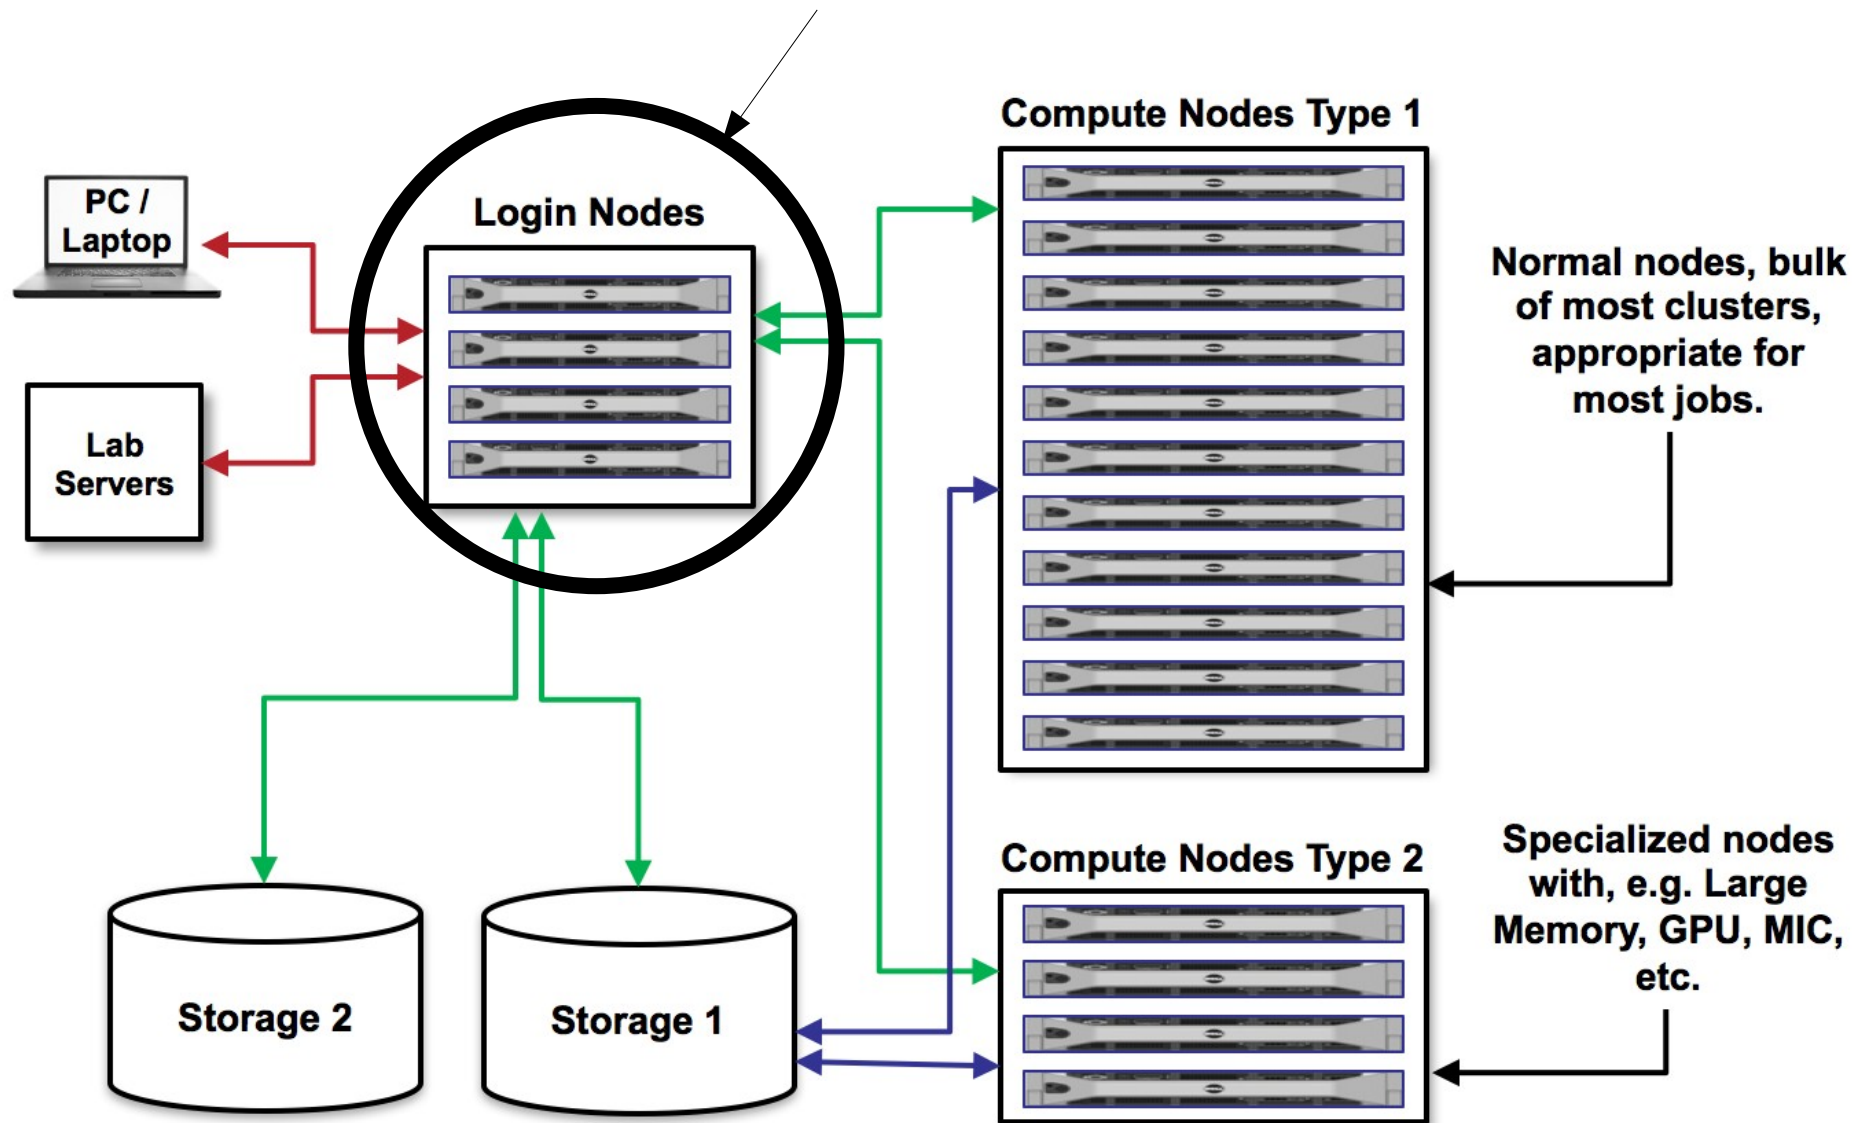 Compute Nodes Type 1
PC /
Laptop
Login Nodes
Normal nodes, bulk
of most clusters,
appropriate for
most jobs.
Lab
Servers
Compute Nodes Type 2
Specialized nodes
with, e.g. Large
Memory, GPU, MIC,
etc.
Storage 2
Storage 1